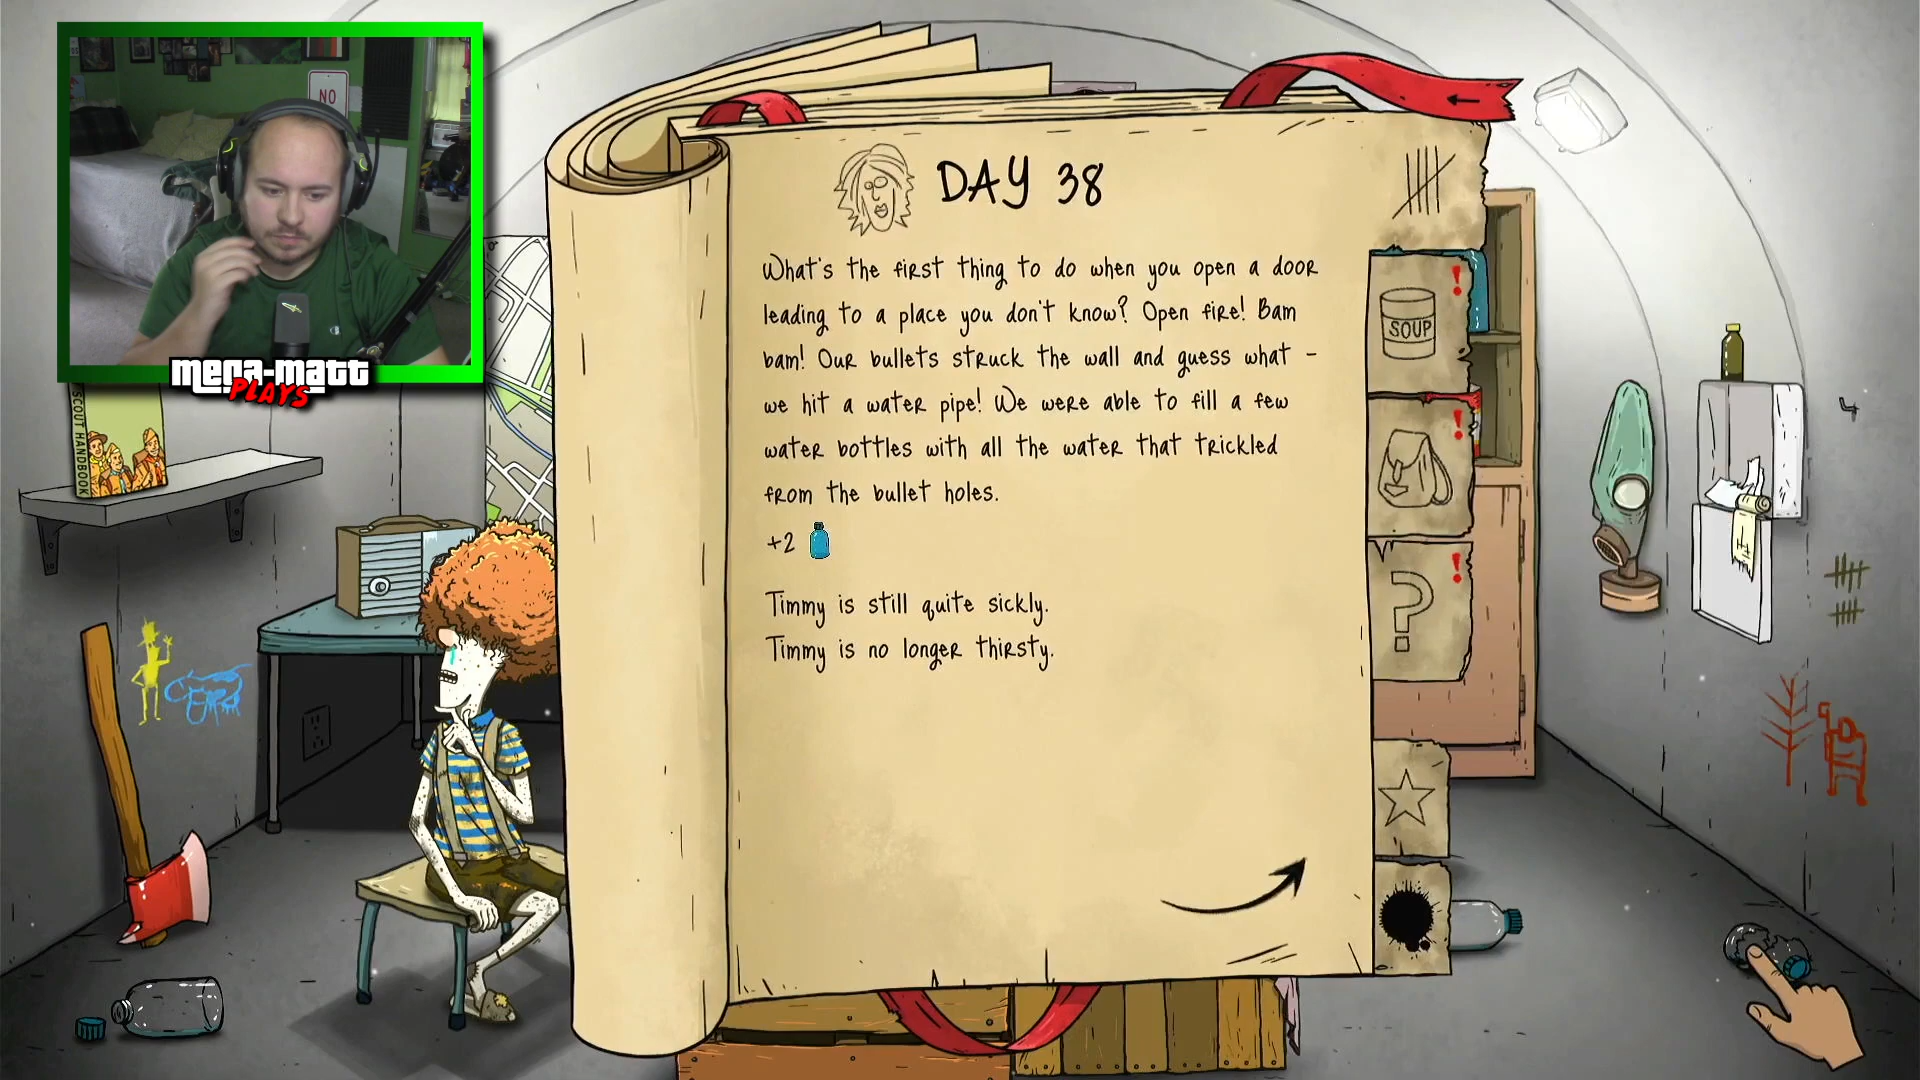 NO
mega-matt
PLAYS
SCOUT HANDBOOK
DAY 38
What's the first thing to do when you open a door
leading to a place you don't know? Open fire! Bam
bam! Our bullets struck the wall and guess what -
we hit a water pipe! We were able to fill a few
water bottles with all the water that trickled
from the bullet holes.
+2
Timmy is still quite sickly.
Timmy is no longer thirsty.
!
SOUP
!
!
?